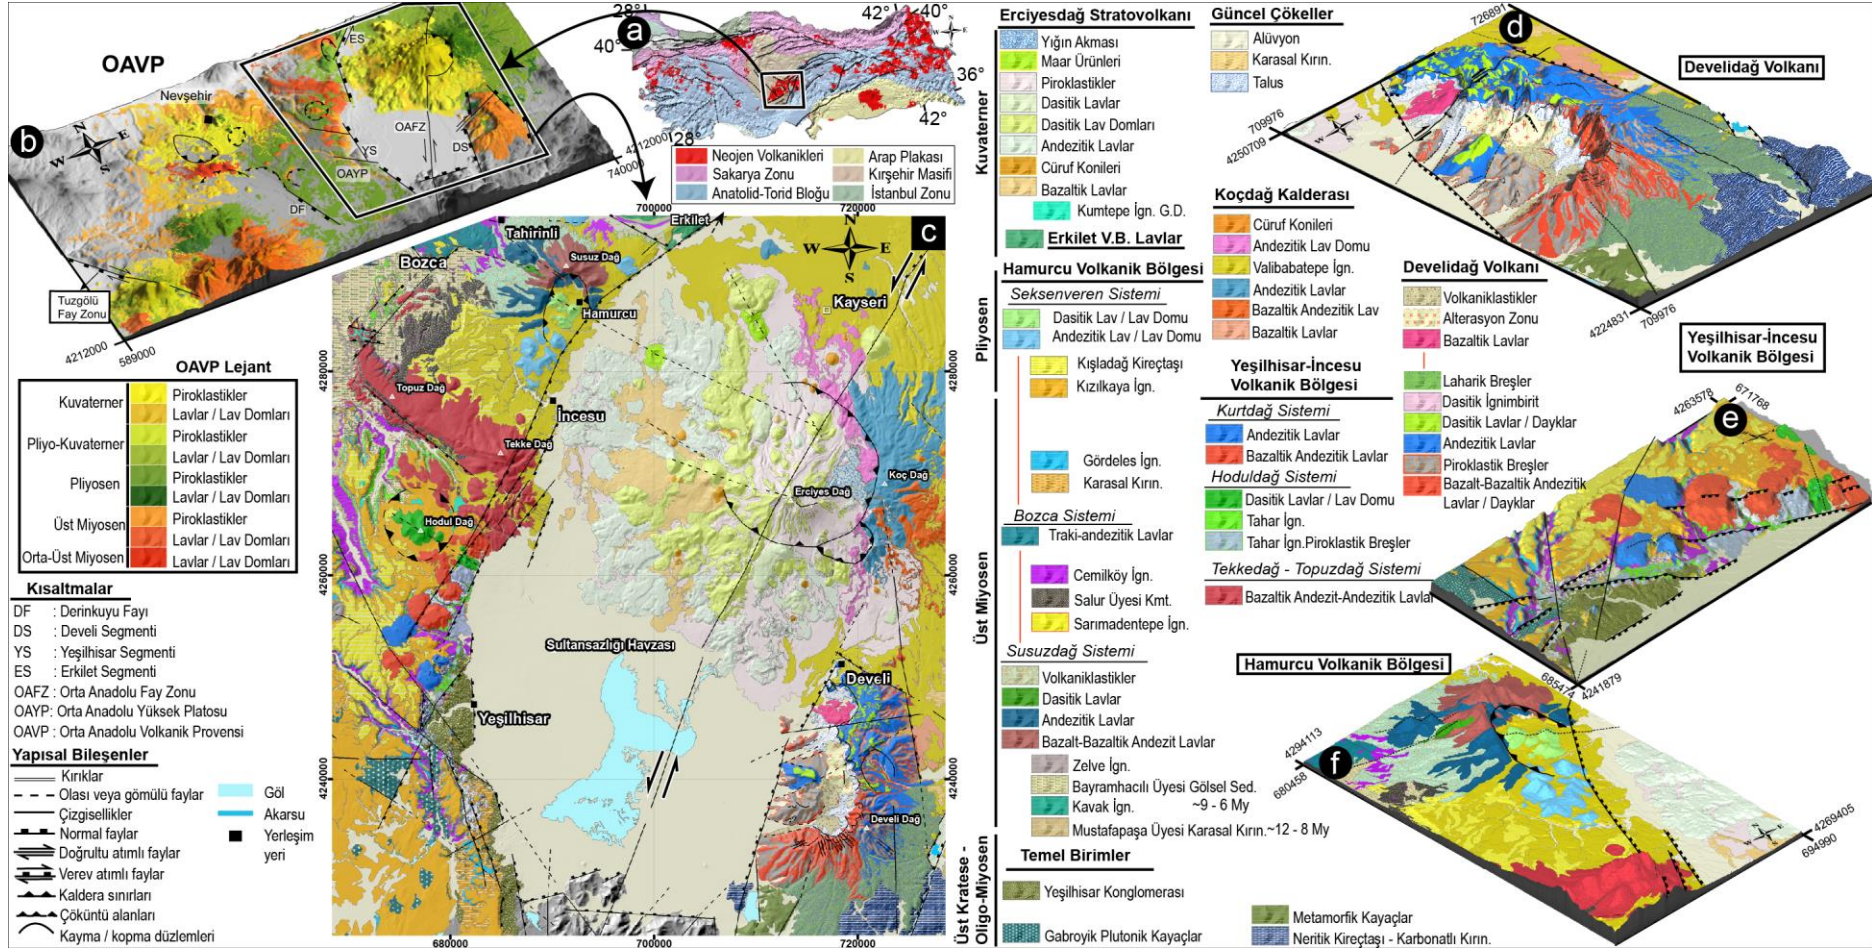 OAVP
b
Nevşehir
ES
OAFZ
YS
DS
OAYP
DF
N
E
W
S
Tuzgölü
Fay Zonu
4212000
589000
4212000
740000
a
28°
40°
42°
40°
36°
42°
28°
Neojen Volkanikleri
Sakarya Zonu
Anatolid-Torid Bloğu
Arap Plakası
Kırşehir Masifi
İstanbul Zonu
OAVP Lejant
Kuvaterner
Piroklastikler
Lavlar / Lav Domları
Pliyo-Kuvaterner
Piroklastikler
Lavlar / Lav Domları
Pliyosen
Piroklastikler
Lavlar / Lav Domları
Üst Miyosen
Piroklastikler
Lavlar / Lav Domları
Orta-Üst Miyosen
Lavlar / Lav Domları
Kısaltmalar
DF : Derinkuyu Fayı
DS : Develi Segmenti
YS : Yeşilhisar Segmenti
ES : Erkilet Segmenti
OAFZ : Orta Anadolu Fay Zonu
OAYP: Orta Anadolu Yüksek Platosu
OAVP : Orta Anadolu Volkanik Provensi
Yapısal Bileşenler
Kırıklar
Olası veya gömülü faylar
Çizgisellikler
Normal faylar
Doğrultu atımlı faylar
Verev atımlı faylar
Kaldera sınırları
Çöküntü alanları
Kayma / kopma düzlemleri
Göl
Akarsu
Yerleşim
yeri
c
700000
720000
Erkilet
Tahirinli
Bozca
Susuz Dağ
Hamurcu
Kayseri
N
W
E
S
4280000
4280000
Topuz Dağ
İncesu
Tekke Dağ
Koç Dağ
Erciyes Dağ
Hodul Dağ
4260000
4260000
Sultansazlığı Havzası
Develi
Yeşilhisar
4240000
4240000
Develi Dağ
680000
700000
720000
Erciyesdağ Stratovolkanı
Kuvaterner
Yığın Akması
Maar Ürünleri
Piroklastikler
Dasitik Lavlar
Dasitik Lav Domları
Andezitik Lavlar
Cüruf Konileri
Bazaltik Lavlar
Kumtepe İgn. G.D.
Erkilet V.B. Lavlar
Pliyosen
Hamurcu Volkanik Bölgesi
Seksenveren Sistemi
Dasitik Lav / Lav Domu
Andezitik Lav / Lav Domu
Kışladağ Kireçtaşı
Kızılkaya İgn.
Üst Miyosen
Gördeles İgn.
Karasal Kırın.
Bozca Sistemi
Traki-andezitik Lavlar
Cemilköy İgn.
Salur Üyesi Kmt.
Sarımadentepe İgn.
Susuzdağ Sistemi
Volkaniklastikler
Dasitik Lavlar
Andezitik Lavlar
Bazalt-Bazaltik Andezit Lavlar
Zelve İgn.
Bayramhacılı Üyesi Gölsel Sed.
Kavak İgn. ~9 - 6 My
Mustafapaşa Üyesi Karasal Kırın.~12 - 8 My
Üst Kratese -
Oligo-Miyosen
Temel Birimler
Yeşilhisar Konglomerası
Gabroyik Plutonik Kayaçlar
Metamorfik Kayaçlar
Neritik Kireçtaşı - Karbonatlı Kırın.
Güncel Çökeller
Alüvyon
Karasal Kırın.
Talus
Koçdağ Kalderası
Cüruf Konileri
Andezitik Lav Domu
Valibabatepe İgn.
Andezitik Lavlar
Bazaltik Andezitik Lav
Bazaltik Lavlar
Yeşilhisar-İncesu
Volkanik Bölgesi
Kurtdağ Sistemi
Andezitik Lavlar
Bazaltik Andezitik Lavlar
Hoduldağ Sistemi
Dasitik Lavlar / Lav Domu
Tahar İgn.
Tahar İgn.Piroklastik Breşler
Tekkedağ - Topuzdağ Sistemi
Bazaltik Andezit-Andezitik Lavlar
Develidağ Volkanı
Volkaniklastikler
Alterasyon Zonu
Bazaltik Lavlar
Laharik Breşler
Dasitik İgnimbirit
Dasitik Lavlar / Dayklar
Andezitik Lavlar
Piroklastik Breşler
Bazalt-Bazaltik Andezitik
Lavlar / Dayklar
d
Develidağ Volkanı
726891
709976
4250709
4224831
709976
Yeşilhisar-İncesu
Volkanik Bölgesi
e
4263578
671768
685474
4241879
Hamurcu Volkanik Bölgesi
f
4294113
680458
4269405
694990